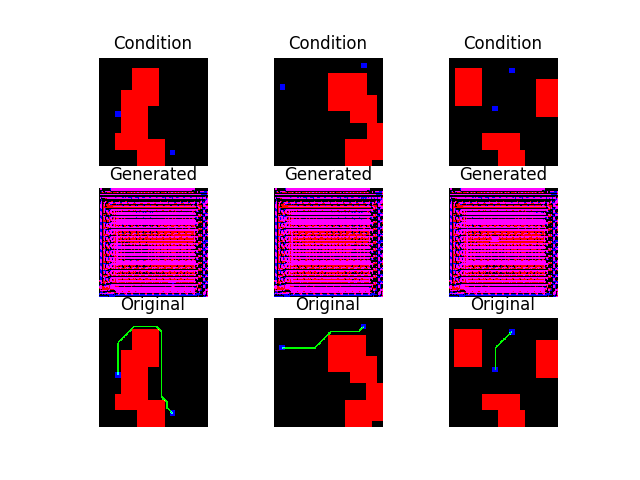 Condition Condition Condition
Generated Generated Generated
Original Original Original